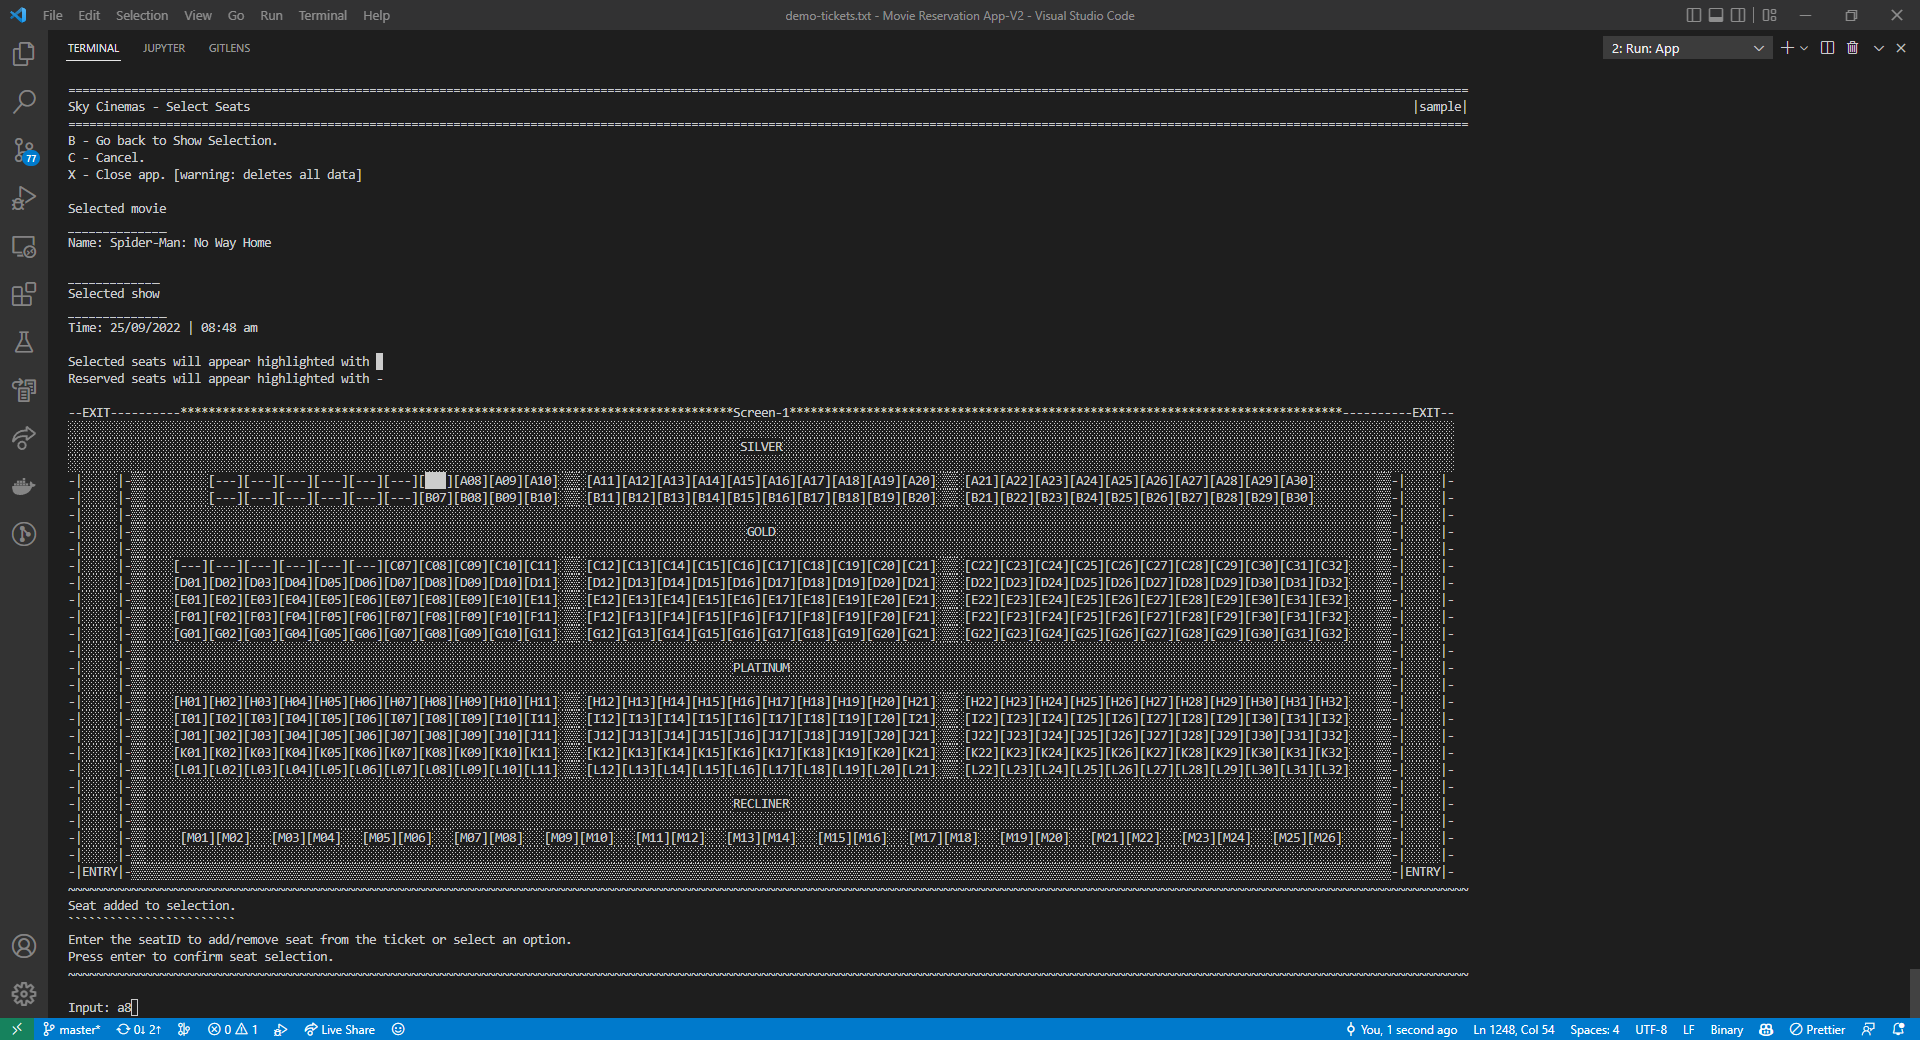 File Edit Selection View Go Run Terminal Help demo-tickets.txt - Movie Reservation App-V2 - Visual Studio Code
TERMINAL JUPYTER GITLENS 2: Run: App
Sky Cinemas - Select Seats |sample|
B - Go back to Show Selection.
C - Cancel.
X - Close app. [warning: deletes all data]
77
Selected movie
Name: Spider-Man: No Way Home
Selected show
Time: 25/09/2022 | 08:48 am
Selected seats will appear highlighted with
Reserved seats will appear highlighted with -
--EXIT----------*******************************************************************************Screen-1*******************************************************************************----------EXIT--
SILVER
[---][---][---][---][---][---][ ][A08][A09][A10] [A11][A12][A13][A14][A15][A16][A17][A18][A19][A20] [A21][A22][A23][A24][A25][A26][A27][A28][A29][A30]
[---][---][---][---][---][---][B07][B08][B09][B10] [B11][B12][B13][B14][B15][B16][B17][B18][B19][B20] [B21][B22][B23][B24][B25][B26][B27][B28][B29][B30]
GOLD
[---][---][---][---][---][---][C07][C08][C09][C10][C11] [C12][C13][C14][C15][C16][C17][C18][C19][C20][C21] [C22][C23][C24][C25][C26][C27][C28][C29][C30][C31][C32]
[D01][D02][D03][D04][D05][D06][D07][D08][D09][D10][D11] [D12][D13][D14][D15][D16][D17][D18][D19][D20][D21] [D22][D23][D24][D25][D26][D27][D28][D29][D30][D31][D32]
[E01][E02][E03][E04][E05][E06][E07][E08][E09][E10][E11] [E12][E13][E14][E15][E16][E17][E18][E19][E20][E21] [E22][E23][E24][E25][E26][E27][E28][E29][E30][E31][E32]
[F01][F02][F03][F04][F05][F06][F07][F08][F09][F10][F11] [F12][F13][F14][F15][F16][F17][F18][F19][F20][F21] [F22][F23][F24][F25][F26][F27][F28][F29][F30][F31][F32]
[G01][G02][G03][G04][G05][G06][G07][G08][G09][G10][G11] [G12][G13][G14][G15][G16][G17][G18][G19][G20][G21] [G22][G23][G24][G25][G26][G27][G28][G29][G30][G31][G32]
PLATINUM
[H01][H02][H03][H04][H05][H06][H07][H08][H09][H10][H11] [H12][H13][H14][H15][H16][H17][H18][H19][H20][H21] [H22][H23][H24][H25][H26][H27][H28][H29][H30][H31][H32]
[I01][I02][I03][I04][I05][I06][I07][I08][I09][I10][I11] [I12][I13][I14][I15][I16][I17][I18][I19][I20][I21] [I22][I23][I24][I25][I26][I27][I28][I29][I30][I31][I32]
[J01][J02][J03][J04][J05][J06][J07][J08][J09][J10][J11] [J12][J13][J14][J15][J16][J17][J18][J19][J20][J21] [J22][J23][J24][J25][J26][J27][J28][J29][J30][J31][J32]
[K01][K02][K03][K04][K05][K06][K07][K08][K09][K10][K11] [K12][K13][K14][K15][K16][K17][K18][K19][K20][K21] [K22][K23][K24][K25][K26][K27][K28][K29][K30][K31][K32]
[L01][L02][L03][L04][L05][L06][L07][L08][L09][L10][L11] [L12][L13][L14][L15][L16][L17][L18][L19][L20][L21] [L22][L23][L24][L25][L26][L27][L28][L29][L30][L31][L32]
RECLINER
[M01][M02] [M03][M04] [M05][M06] [M07][M08] [M09][M10] [M11][M12] [M13][M14] [M15][M16] [M17][M18] [M19][M20] [M21][M22] [M23][M24] [M25][M26]
-|ENTRY|- -|ENTRY|-
Seat added to selection.
Enter the seatID to add/remove seat from the ticket or select an option.
Press enter to confirm seat selection.
Input: a8
master* 0↓ 2↑ 0 1 Live Share You, 1 second ago Ln 1248, Col 54 Spaces: 4 UTF-8 LF Binary Prettier